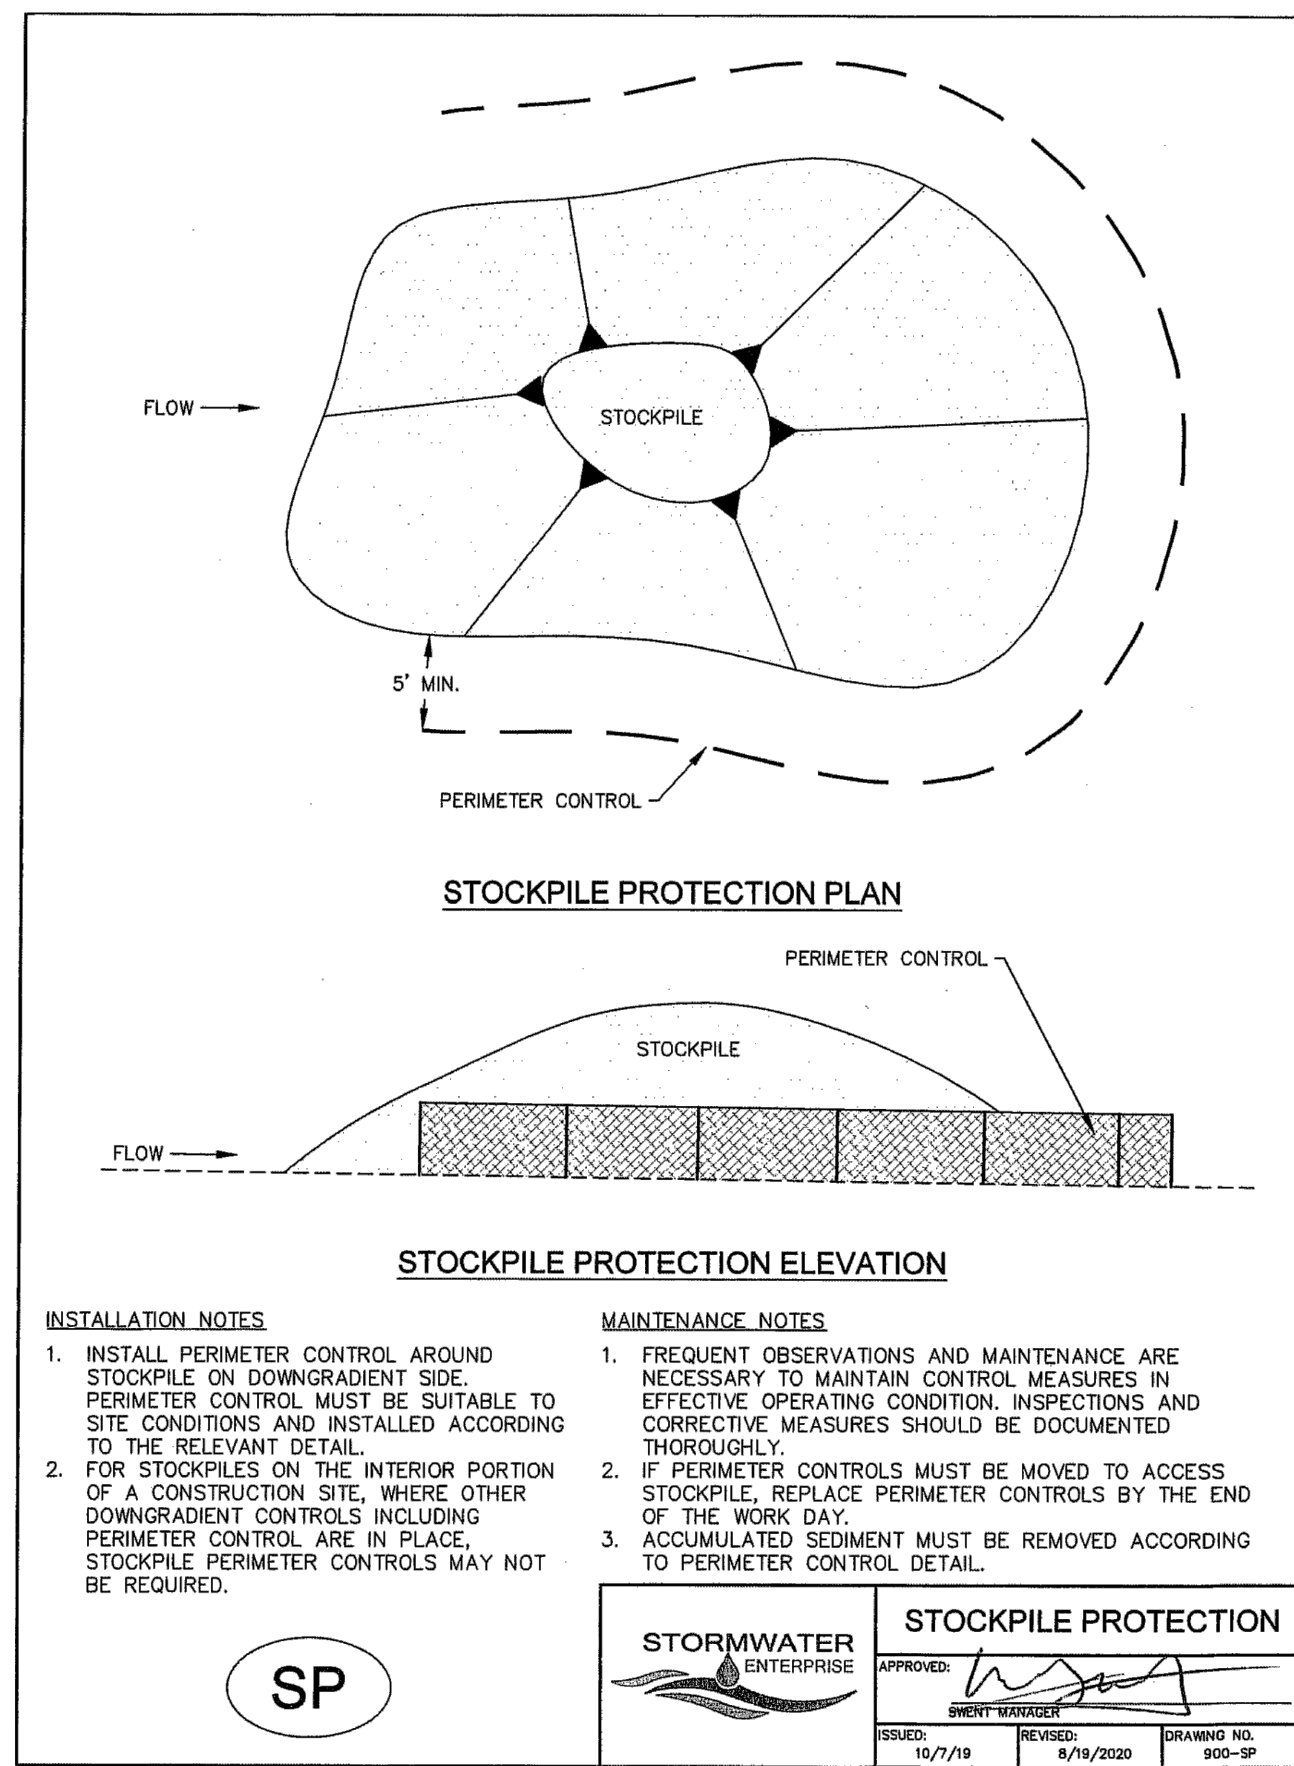 FLOW
STOCKPILE
5' MIN.
PERIMETER CONTROL
STOCKPILE PROTECTION PLAN
PERIMETER CONTROL
STOCKPILE
FLOW
STOCKPILE PROTECTION ELEVATION
INSTALLATION NOTES
1. INSTALL PERIMETER CONTROL AROUND
STOCKPILE ON DOWNGRADIENT SIDE.
PERIMETER CONTROL MUST BE SUITABLE TO
SITE CONDITIONS AND INSTALLED ACCORDING
TO THE RELEVANT DETAIL.
2. FOR STOCKPILES ON THE INTERIOR PORTION
OF A CONSTRUCTION SITE, WHERE OTHER
DOWNGRADIENT CONTROLS INCLUDING
PERIMETER CONTROL ARE IN PLACE,
STOCKPILE PERIMETER CONTROLS MAY NOT
BE REQUIRED.
MAINTENANCE NOTES
1. FREQUENT OBSERVATIONS AND MAINTENANCE ARE
NECESSARY TO MAINTAIN CONTROL MEASURES IN
EFFECTIVE OPERATING CONDITION. INSPECTIONS AND
CORRECTIVE MEASURES SHOULD BE DOCUMENTED
THOROUGHLY.
2. IF PERIMETER CONTROLS MUST BE MOVED TO ACCESS
STOCKPILE, REPLACE PERIMETER CONTROLS BY THE END
OF THE WORK DAY.
3. ACCUMULATED SEDIMENT MUST BE REMOVED ACCORDING
TO PERIMETER CONTROL DETAIL.
SP
STORMWATER
ENTERPRISE
STOCKPILE PROTECTION
APPROVED:
SWENT MANAGER
ISSUED:
10/7/19
REVISED:
8/19/2020
DRAWING NO.
900-SP